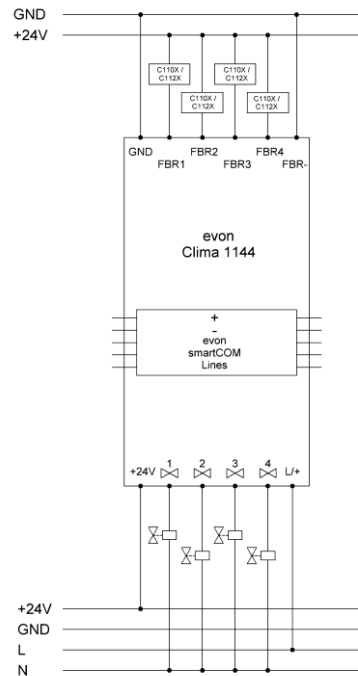 GND
+24V
C110X / C110X /
C112X C112X
C110X / C110X /
C112X C112X
GND FBR2 FBR4
FBR1 FBR3 FBR-
evon
Clima 1144
+
-
evon
smartCOM
Lines
+24V 1 2 3 4 L/+
+24V
GND
L
N